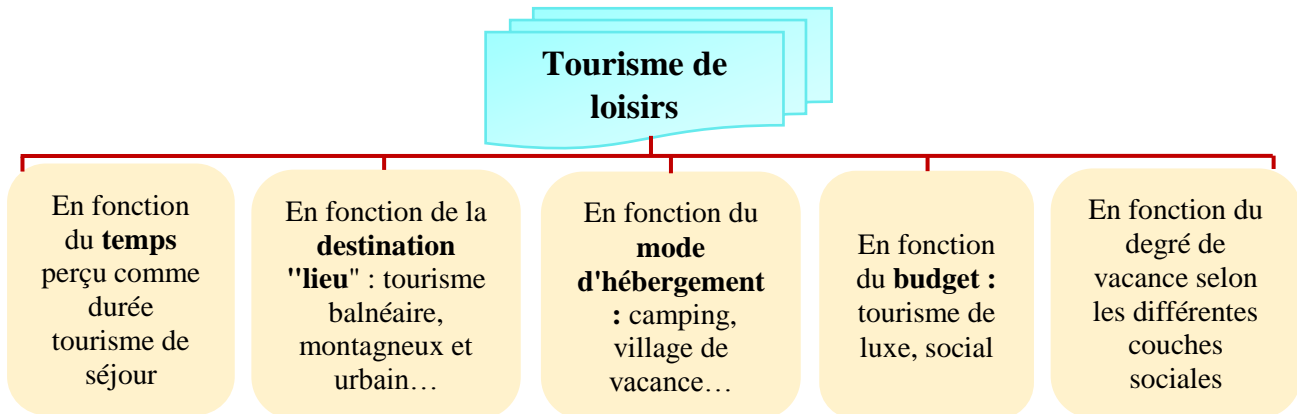 Tourisme de
loisirs
En fonction
du temps
perçu comme
durée
tourisme de
séjour
En fonction de la
destination
"lieu" : tourisme
balnéaire,
montagneux et
urbain…
En fonction du
mode
d'hébergement
: camping,
village de
vacance…
En fonction
du budget :
tourisme de
luxe, social
En fonction du
degré de
vacance selon
les différentes
couches
sociales